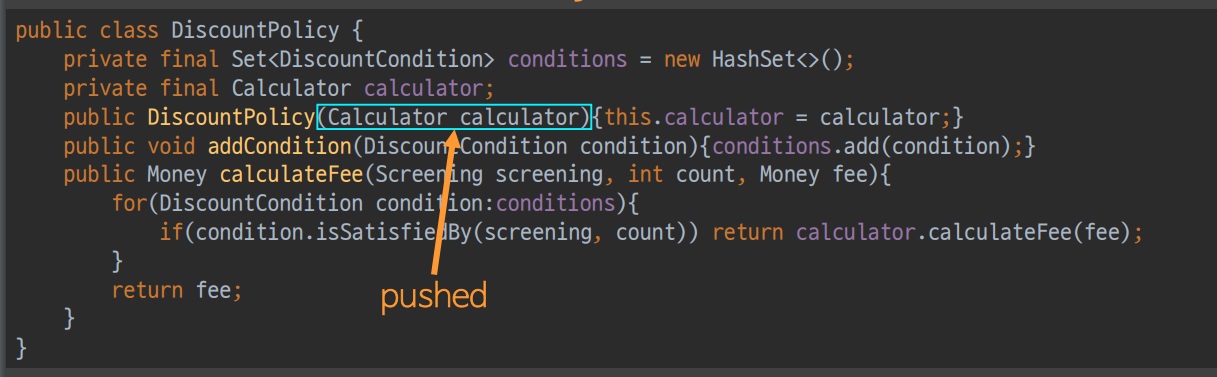 public class DiscountPolicy {
    private final Set<DiscountCondition> conditions = new HashSet<>();
    private final Calculator calculator;
    public DiscountPolicy(Calculator calculator){this.calculator = calculator;}
    public void addCondition(DiscountCondition condition){conditions.add(condition);}
    public Money calculateFee(Screening screening, int count, Money fee){
        for(DiscountCondition condition:conditions){
            if(condition.isSatisfiedBy(screening, count)) return calculator.calculateFee(fee);
        }
        return fee;
    }
}
pushed